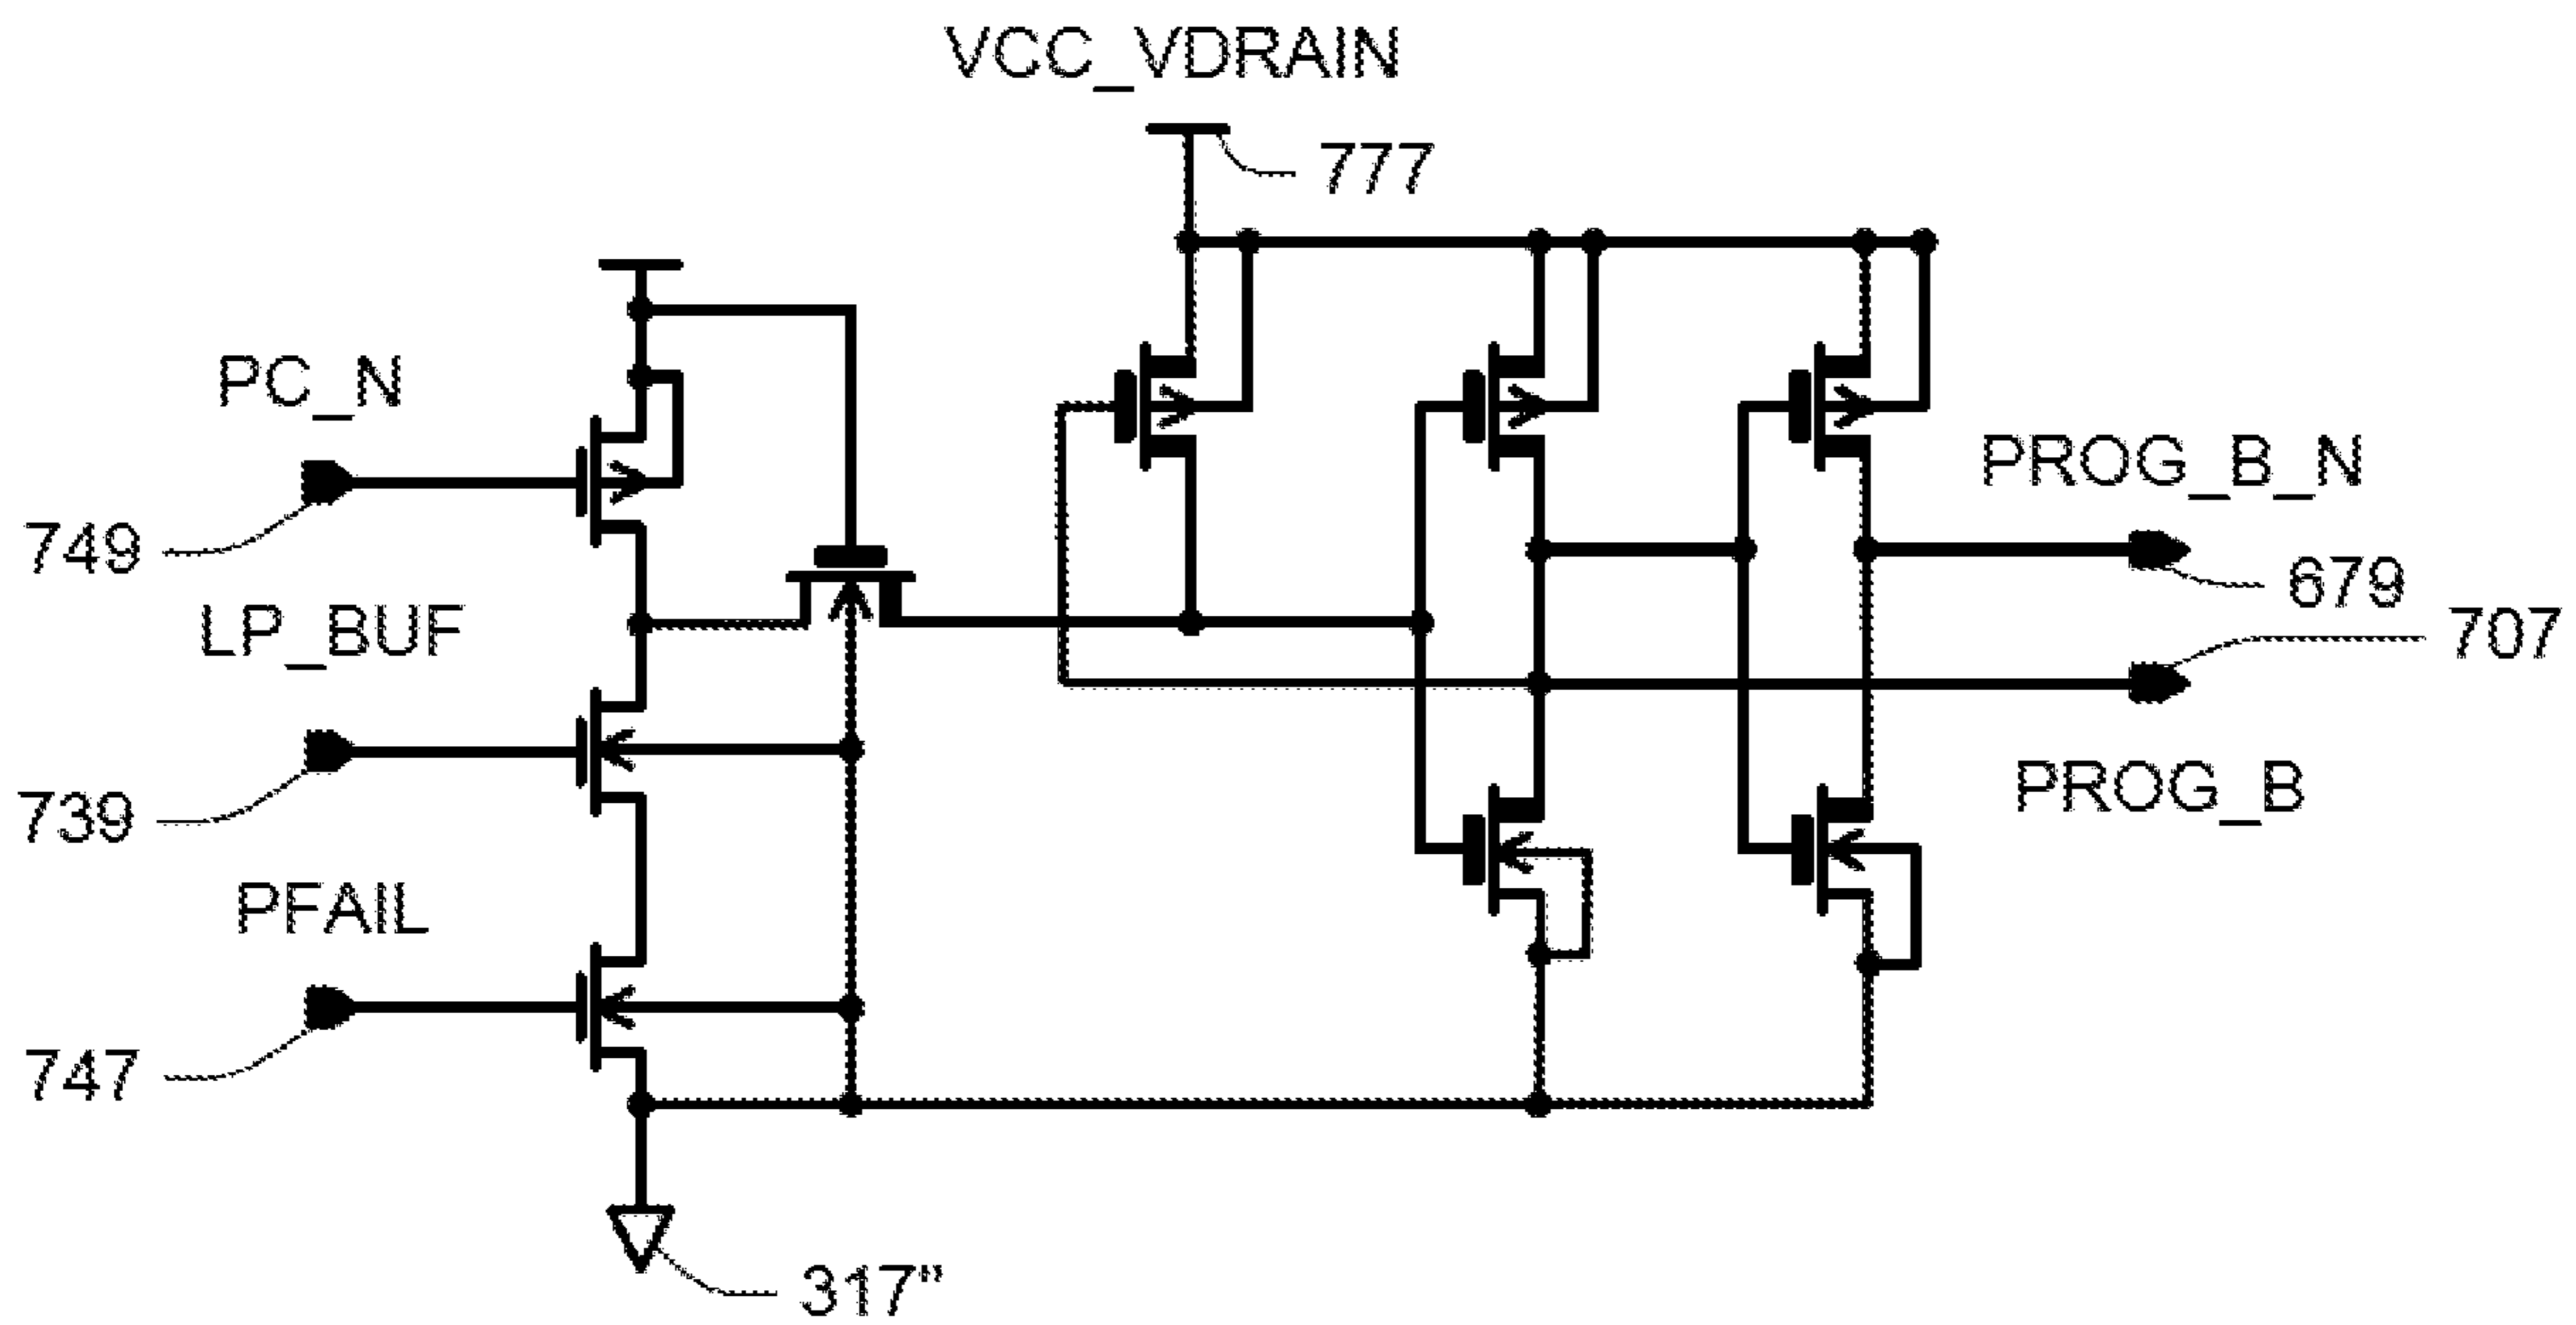 VCC_VDRAIN
777
PC_N
749
PROG_B_N
679
LP_BUF
707
739
PROG_B
PFAIL
747
317"